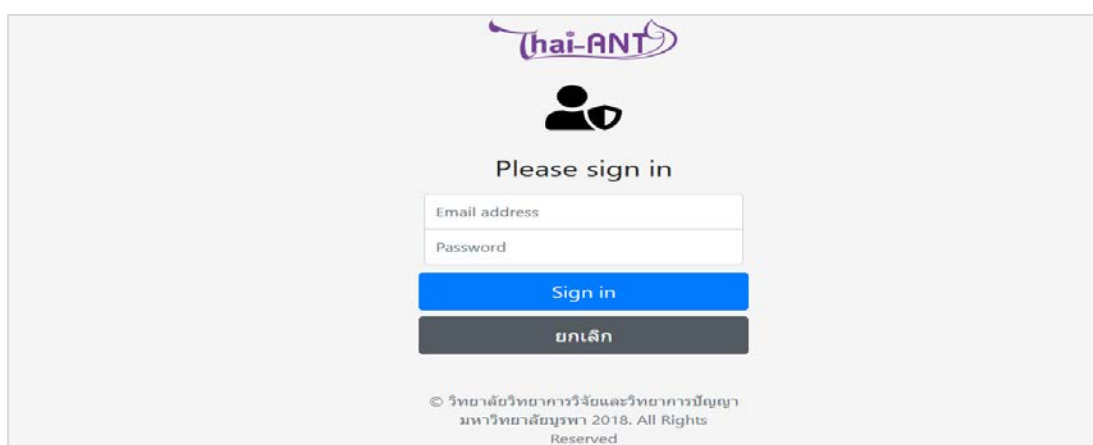 Thai-ANT
Please sign in
Email address
Password
Sign in
ยกเลิก
© วิทยาลัยวิทยาการวิจัยและวิทยาการปัญญา
มหาวิทยาลัยบูรพา 2018. All Rights
Reserved